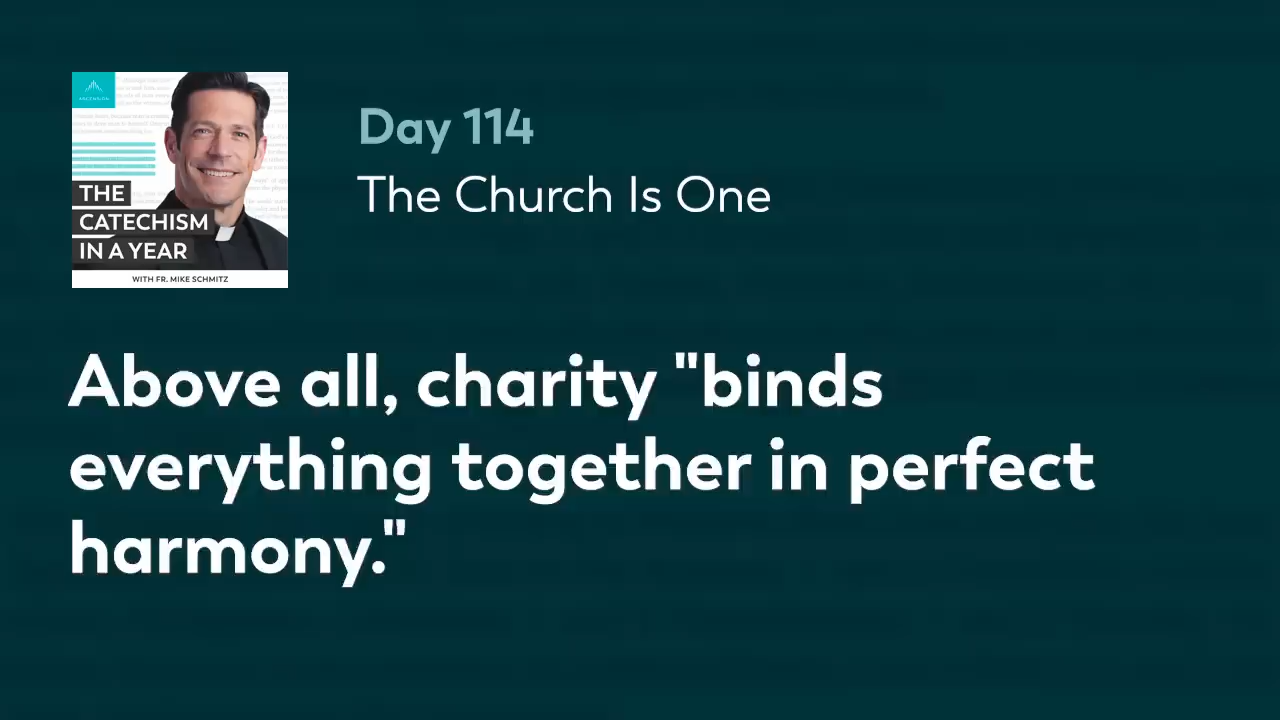 ASCENSION
THE
CATECHISM
IN A YEAR
WITH FR. MIKE SCHMITZ
Day 114
The Church Is One
Above all, charity "binds
everything together in perfect
harmony."